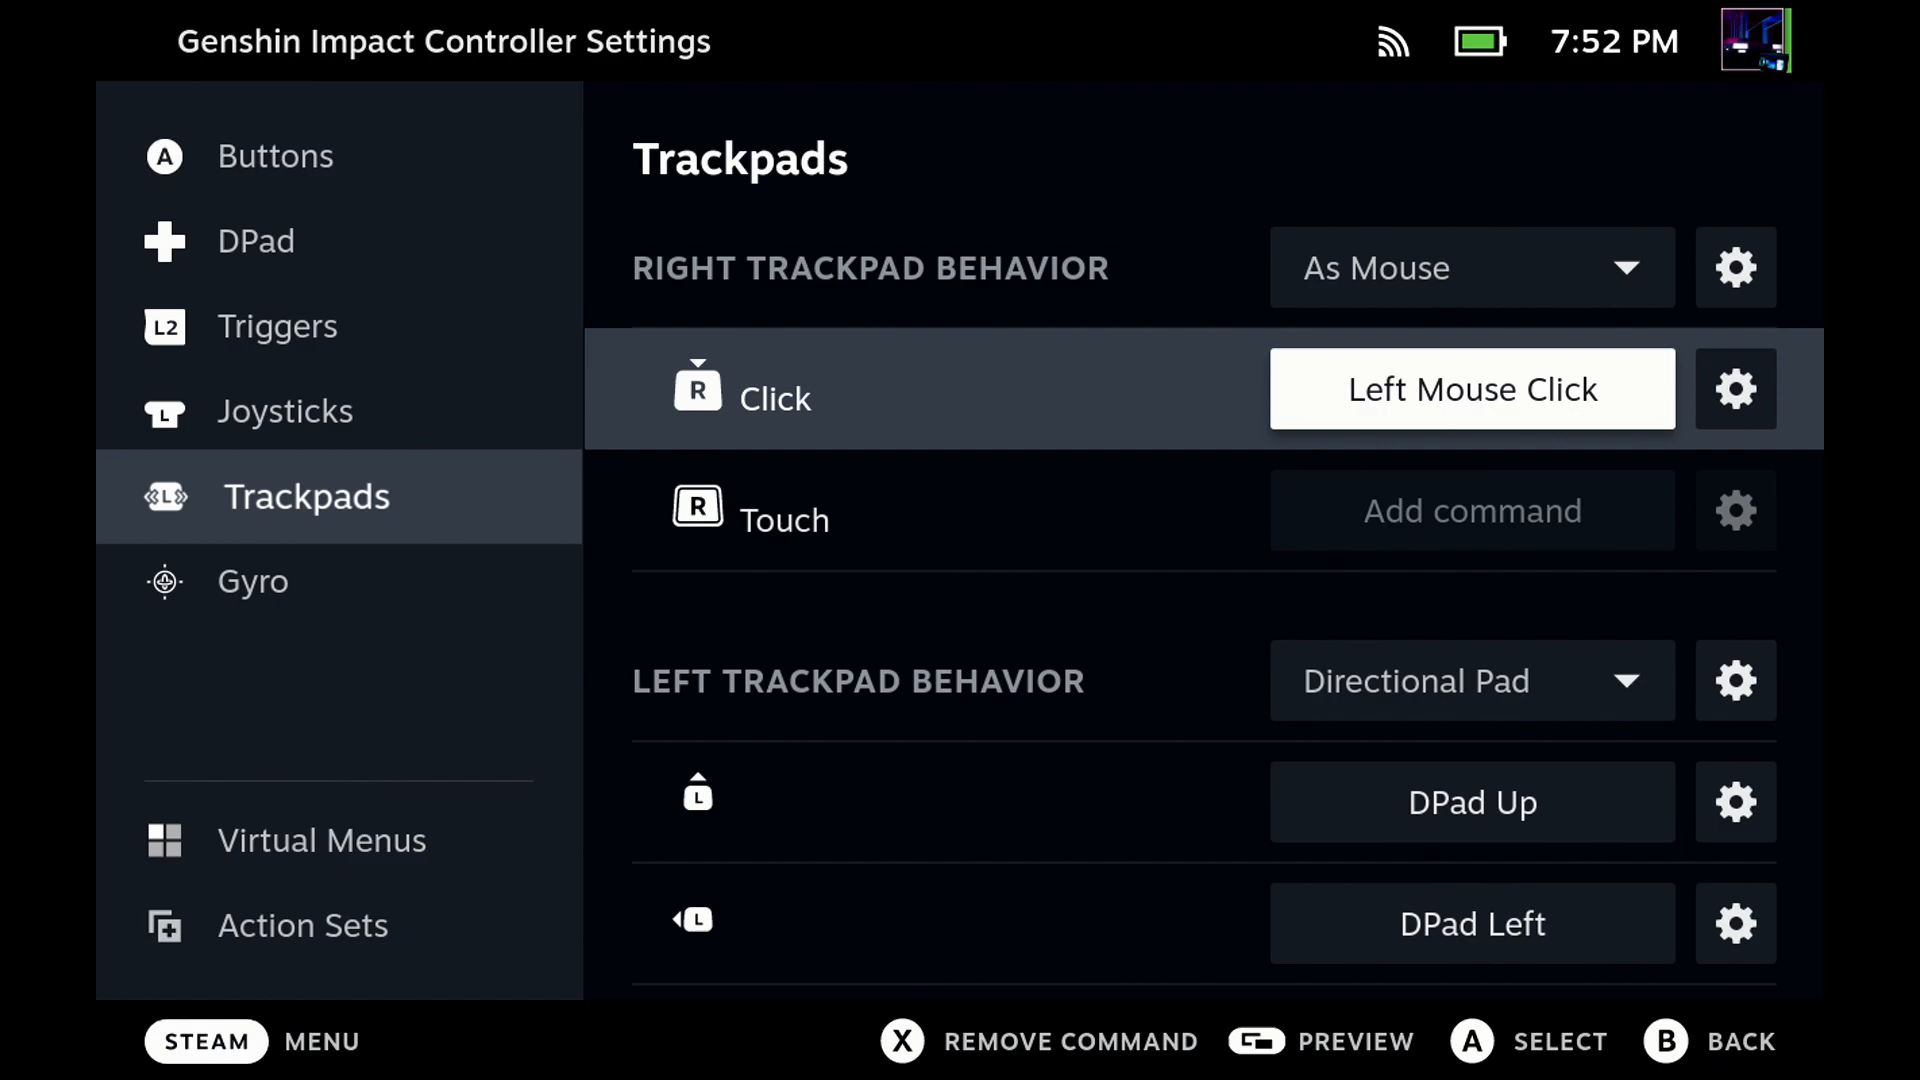 Genshin Impact Controller Settings
7:52 PM
A Buttons
DPad
L2 Triggers
L Joysticks
L Trackpads
Gyro
Virtual Menus
Action Sets
Trackpads
RIGHT TRACKPAD BEHAVIOR
As Mouse
R Click
Left Mouse Click
R Touch
Add command
LEFT TRACKPAD BEHAVIOR
Directional Pad
L
DPad Up
L
DPad Left
STEAM MENU
X REMOVE COMMAND
PREVIEW
A SELECT
B BACK